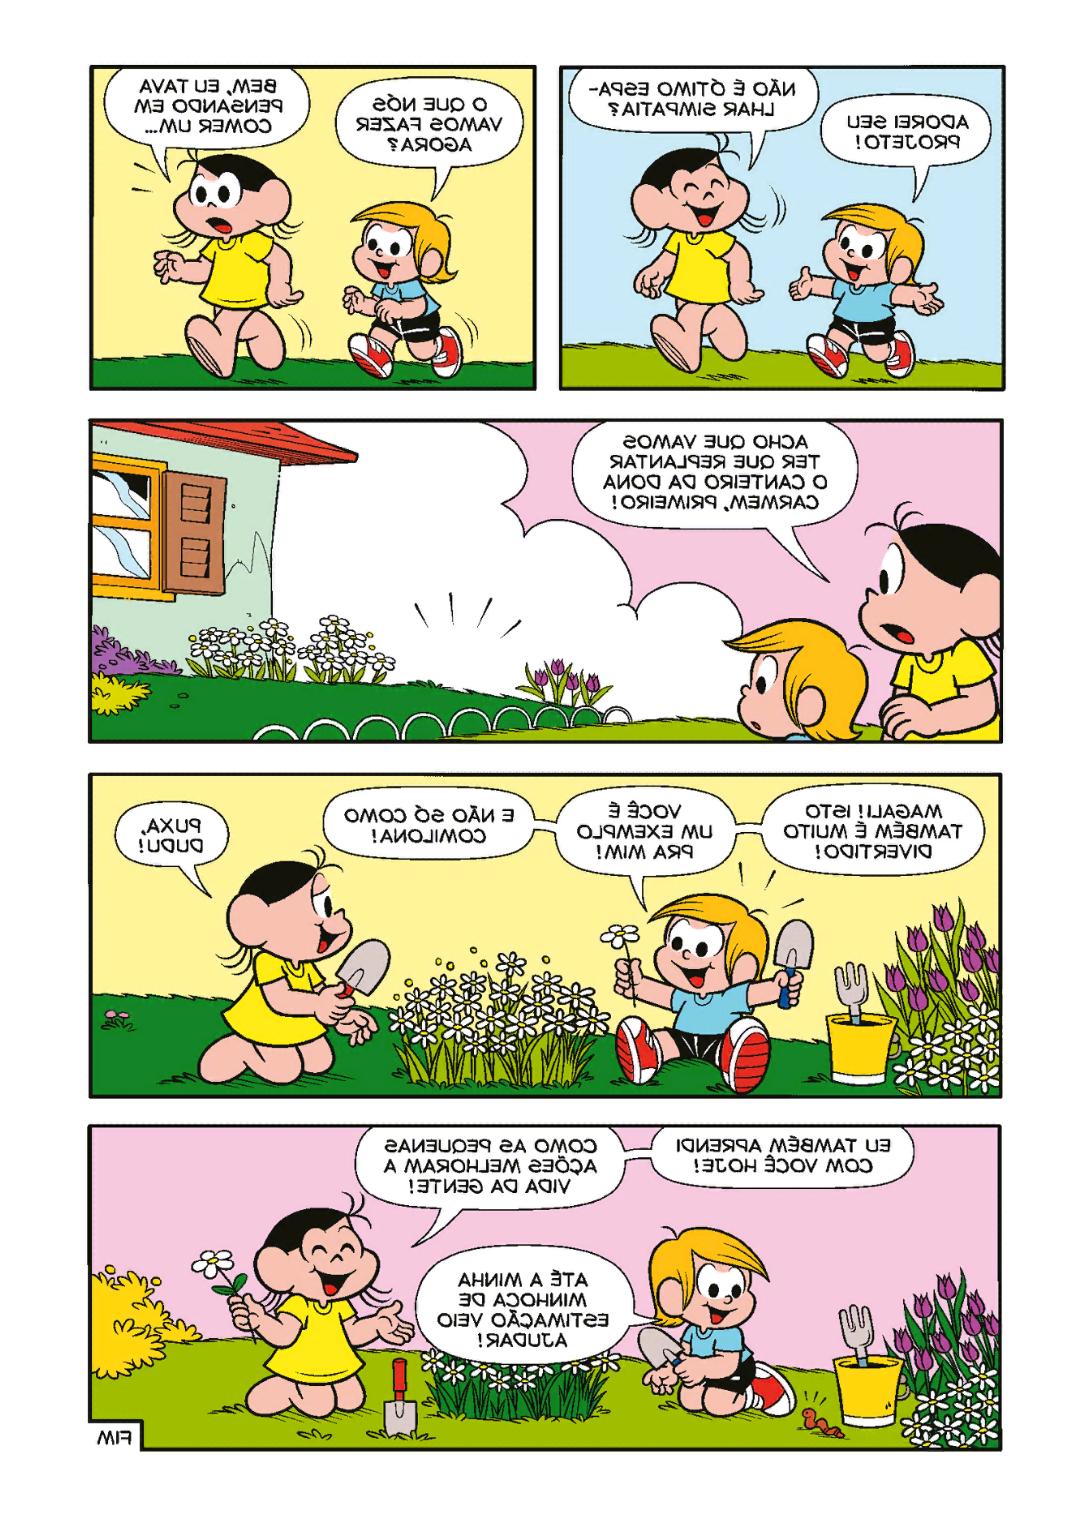 ADOREI SEU
PROJETO!
NÃO É ÓTIMO ESPA-
LHAR SIMPATIA?
O QUE NÓS
VAMOS FAZER
AGORA?
BEM, EU TAVA
PENSANDO EM
COMER UM...
ACHO QUE VAMOS
TER QUE REPLANTAR
O CANTEIRO DA DONA
CARMEM, PRIMEIRO!
MAGALI! ISTO
TAMBÉM É MUITO
DIVERTIDO!
VOCÊ É
UM EXEMPLO
PRA MIM!
E NÃO SÓ COMO
COMILONA!
PUXA,
DUDU!
EU TAMBÉM APRENDI
COM VOCÊ HOJE!
COMO AS PEQUENAS
AÇÕES MELHORAM A
VIDA DA GENTE!
ATÉ A MINHA
MINHOCA DE
ESTIMAÇÃO VEIO
AJUDAR!
FIM